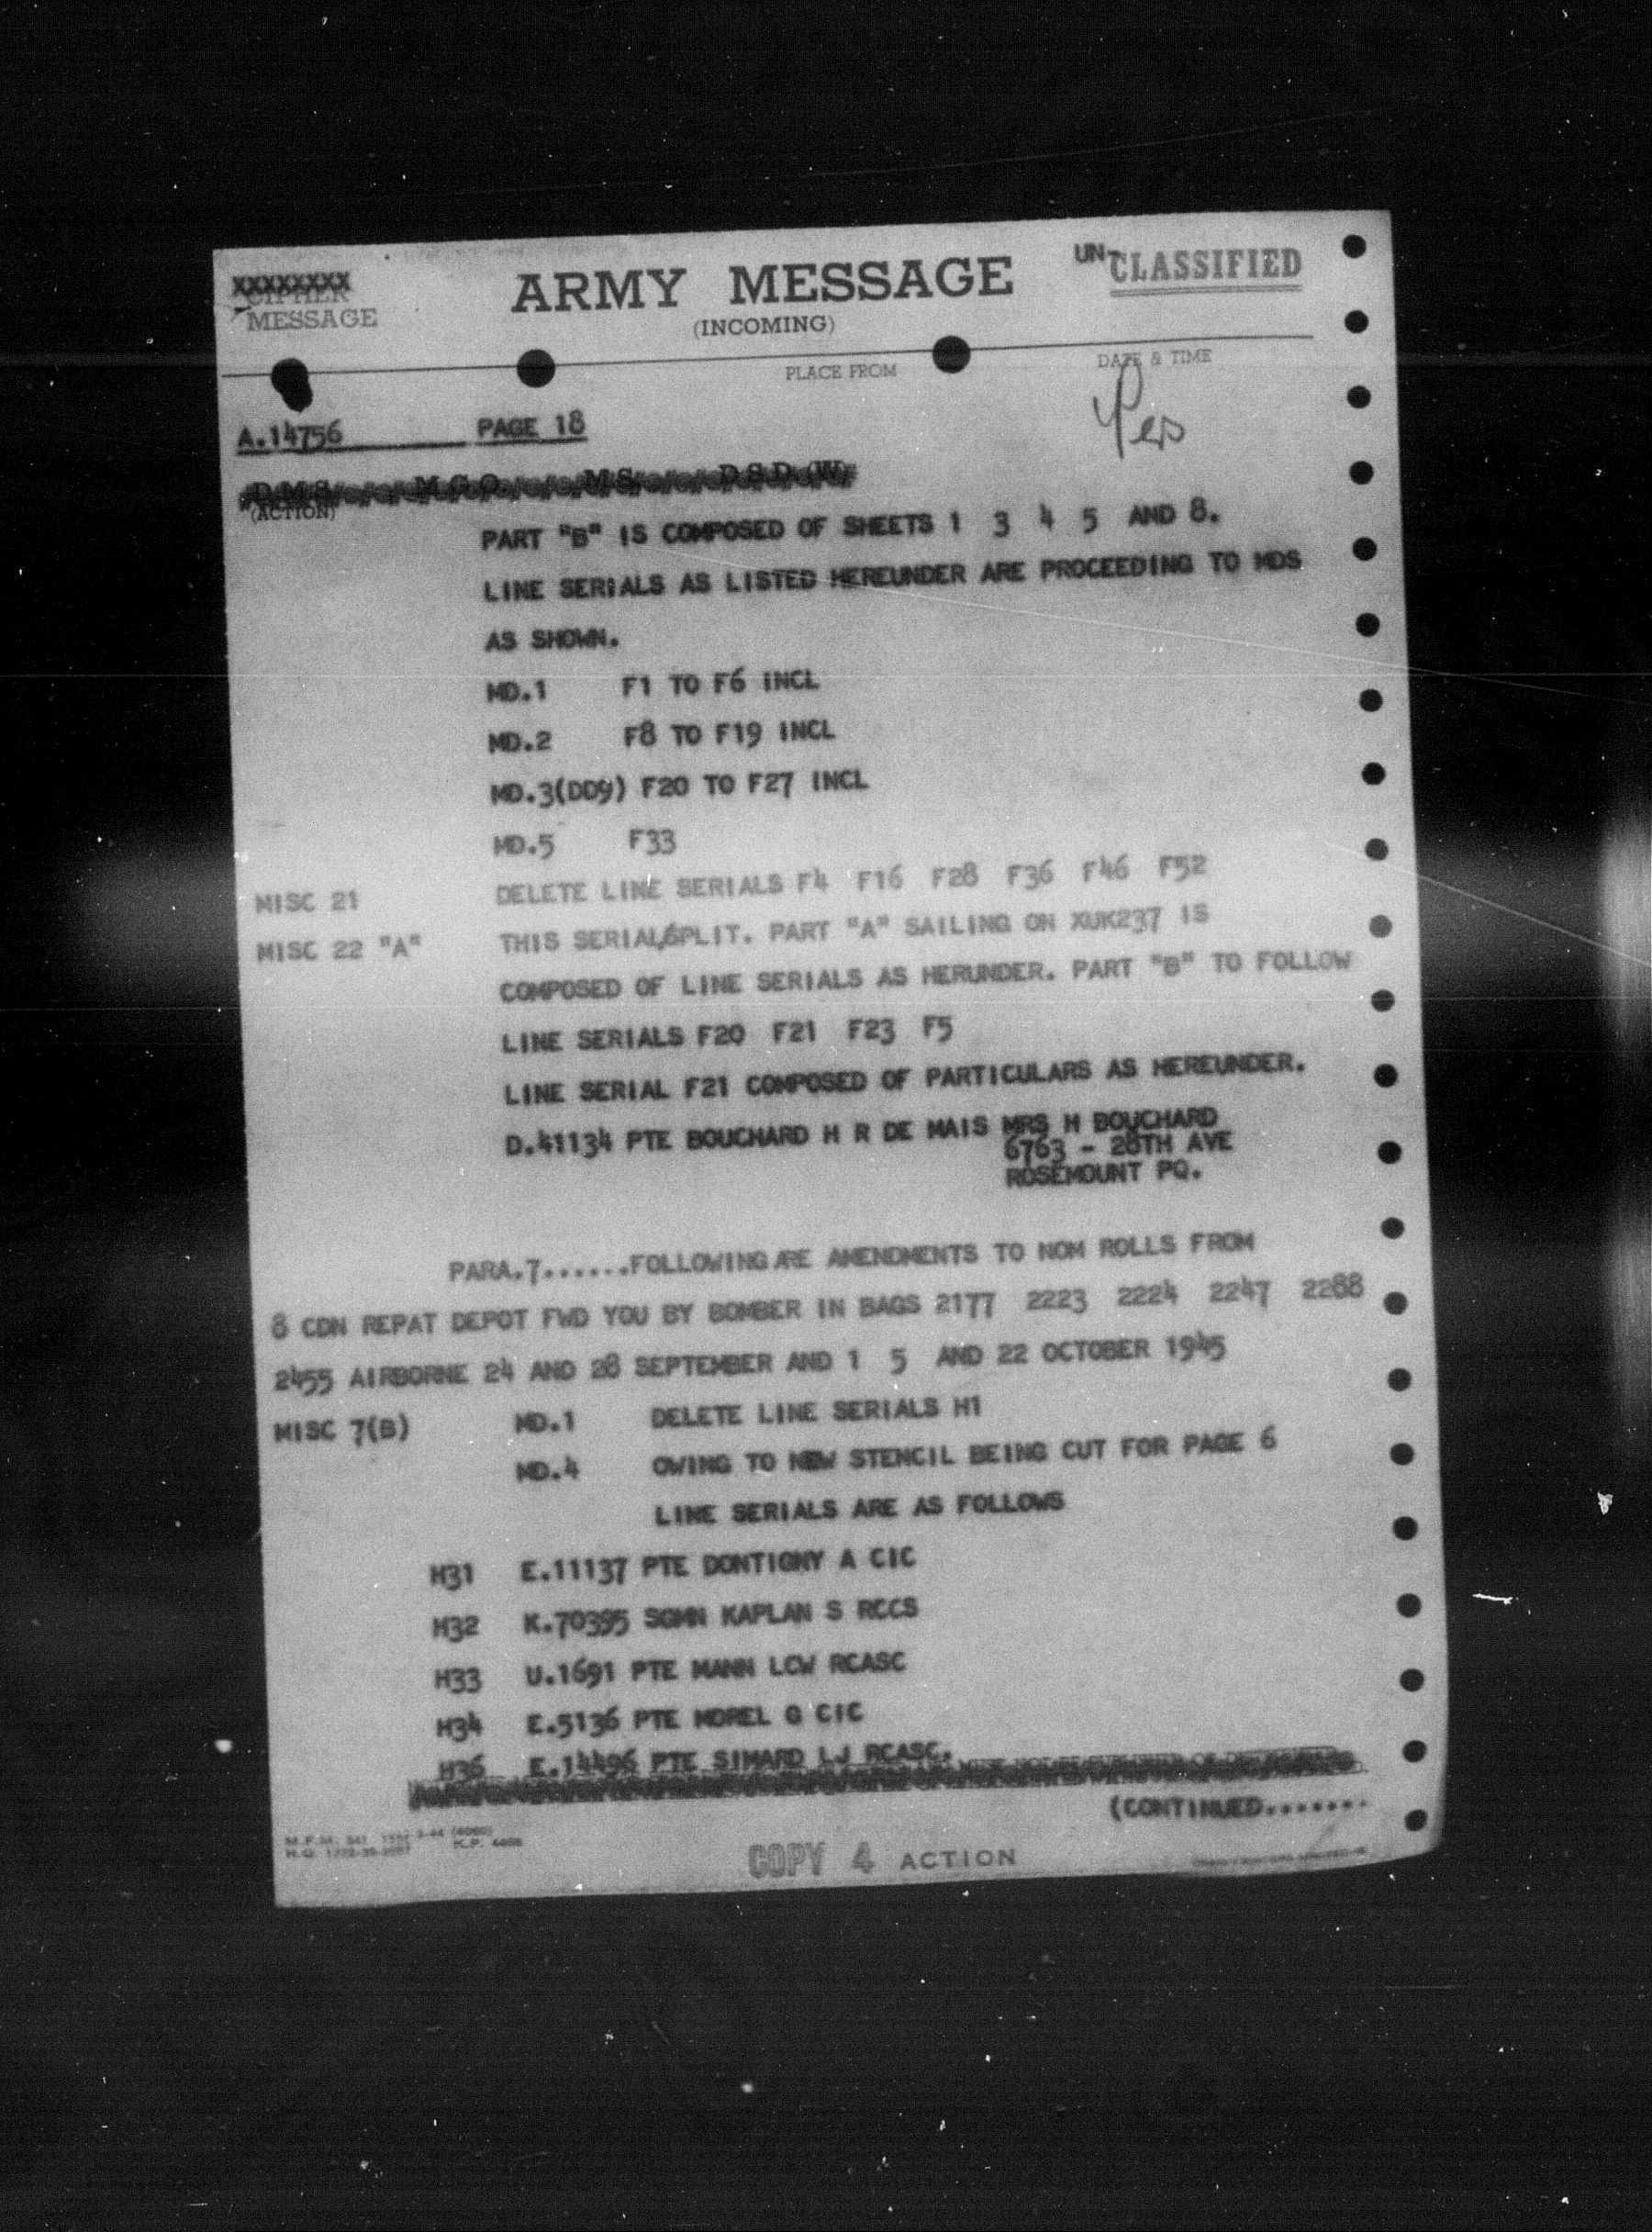 XXXXXXXX
CIPHER
MESSAGE
ARMY MESSAGE
(INCOMING)
UN-CLASSIFIED
PLACE FROM
DATE & TIME
Yes
A.14756 PAGE 18
D.M.S. M.G.O. M.S. D.S.D.(W)
(ACTION)
PART "B" IS COMPOSED OF SHEETS 1 3 4 5 AND 8.
LINE SERIALS AS LISTED HEREUNDER ARE PROCEEDING TO MDS
AS SHOWN.
MD.1 F1 TO F6 INCL
MD.2 F8 TO F19 INCL
MD.3(DD9) F20 TO F27 INCL
MD.5 F33
MISC 21 DELETE LINE SERIALS F4 F16 F28 F36 F46 F52
MISC 22 "A" THIS SERIAL/SPLIT. PART "A" SAILING ON XUK237 IS
COMPOSED OF LINE SERIALS AS HERUNDER. PART "B" TO FOLLOW
LINE SERIALS F20 F21 F23 F5
LINE SERIAL F21 COMPOSED OF PARTICULARS AS HEREUNDER.
D.41134 PTE BOUCHARD H R DE MAIS MRS H BOUCHARD
6763 - 28TH AVE
ROSEMOUNT PQ.
PARA.7......FOLLOWING ARE AMENDMENTS TO NOM ROLLS FROM
8 CDN REPAT DEPOT FWD YOU BY BOMBER IN BAGS 2177 2223 2224 2247 2288
2455 AIRBORNE 24 AND 28 SEPTEMBER AND 1 5 AND 22 OCTOBER 1945
MISC 7(B) MD.1 DELETE LINE SERIALS H1
MD.4 OWING TO NEW STENCIL BEING CUT FOR PAGE 6
LINE SERIALS ARE AS FOLLOWS
H31 E.11137 PTE DONTIGNY A CIC
H32 K.70395 SGMN KAPLAN S RCCS
H33 U.1691 PTE MANN LCW RCASC
H34 E.5136 PTE MOREL G CIC
H36 E.14496 PTE SIMARD LJ RCASC.
(CONTINUED.......
M.F.M. 341
H.Q.
COPY 4 ACTION